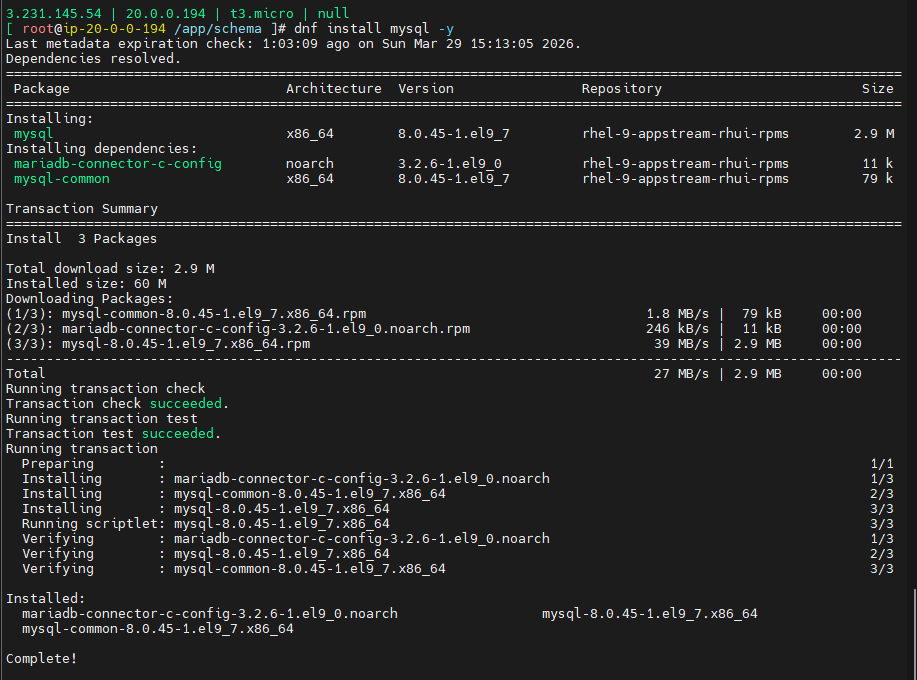 3.231.145.54 | 20.0.0.194 | t3.micro | null
[ root@ip-20-0-0-194 /app/schema ]# dnf install mysql -y
Last metadata expiration check: 1:03:09 ago on Sun Mar 29 15:13:05 2026.
Dependencies resolved.
================================================================================================================
 Package                           Architecture  Version                Repository                         Size
================================================================================================================
Installing:
 mysql                             x86_64        8.0.45-1.el9_7         rhel-9-appstream-rhui-rpms        2.9 M
Installing dependencies:
 mariadb-connector-c-config        noarch        3.2.6-1.el9_0          rhel-9-appstream-rhui-rpms         11 k
 mysql-common                      x86_64        8.0.45-1.el9_7         rhel-9-appstream-rhui-rpms         79 k
Transaction Summary
================================================================================================================
Install  3 Packages
Total download size: 2.9 M
Installed size: 60 M
Downloading Packages:
(1/3): mysql-common-8.0.45-1.el9_7.x86_64.rpm                                   1.8 MB/s |  79 kB     00:00
(2/3): mariadb-connector-c-config-3.2.6-1.el9_0.noarch.rpm                      246 kB/s |  11 kB     00:00
(3/3): mysql-8.0.45-1.el9_7.x86_64.rpm                                           39 MB/s | 2.9 MB     00:00
----------------------------------------------------------------------------------------------------------------
Total                                                                            27 MB/s | 2.9 MB     00:00
Running transaction check
Transaction check succeeded.
Running transaction test
Transaction test succeeded.
Running transaction
  Preparing        :                                                                                        1/1
  Installing       : mariadb-connector-c-config-3.2.6-1.el9_0.noarch                                        1/3
  Installing       : mysql-common-8.0.45-1.el9_7.x86_64                                                     2/3
  Installing       : mysql-8.0.45-1.el9_7.x86_64                                                            3/3
  Running scriptlet: mysql-8.0.45-1.el9_7.x86_64                                                            3/3
  Verifying        : mariadb-connector-c-config-3.2.6-1.el9_0.noarch                                        1/3
  Verifying        : mysql-8.0.45-1.el9_7.x86_64                                                            2/3
  Verifying        : mysql-common-8.0.45-1.el9_7.x86_64                                                     3/3
Installed:
  mariadb-connector-c-config-3.2.6-1.el9_0.noarch                  mysql-8.0.45-1.el9_7.x86_64
  mysql-common-8.0.45-1.el9_7.x86_64
Complete!